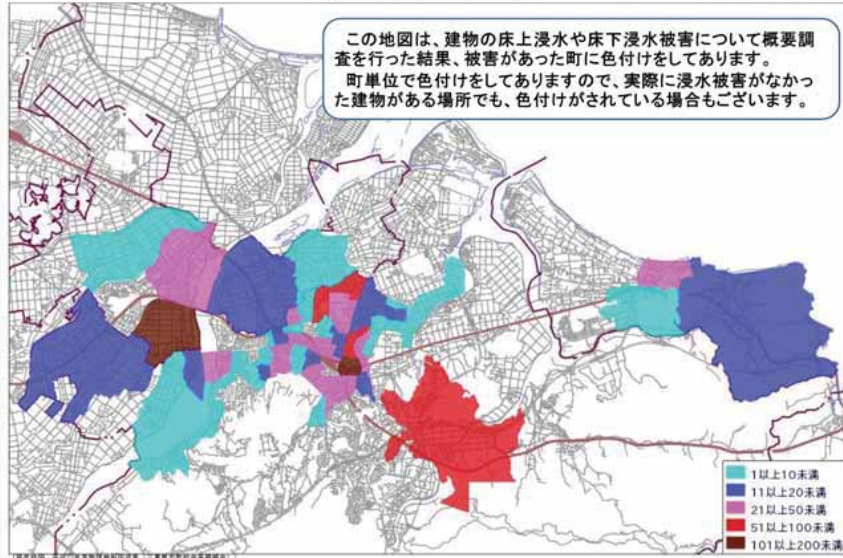 この地図は、建物の床上浸水や床下浸水被害について概要調
査を行った結果、被害があった町に色付けをしてあります。
町単位で色付けをしてありますので、実際に浸水被害がなかっ
た建物がある場所でも、色付けがされている場合もございます。
1以上10未満
11以上20未満
21以上50未満
51以上100未満
101以上200未満